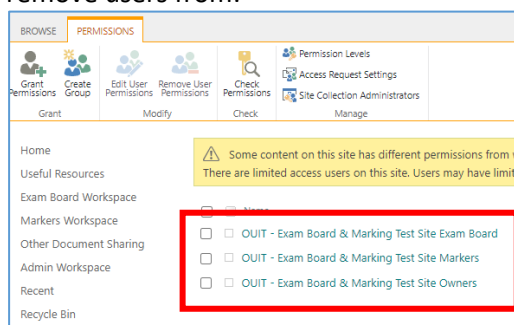 remove users from.
BROWSE PERMISSIONS
Grant Permissions
Create Group
Edit User Permissions
Remove User Permissions
Check Permissions
Permission Levels
Access Request Settings
Site Collection Administrators
Grant
Modify
Check
Manage
Home
Useful Resources
Exam Board Workspace
Markers Workspace
Other Document Sharing
Admin Workspace
Recent
Recycle Bin
Some content on this site has different permissions from
There are limited access users on this site. Users may have limit
Name
OUIT - Exam Board & Marking Test Site Exam Board
OUIT - Exam Board & Marking Test Site Markers
OUIT - Exam Board & Marking Test Site Owners